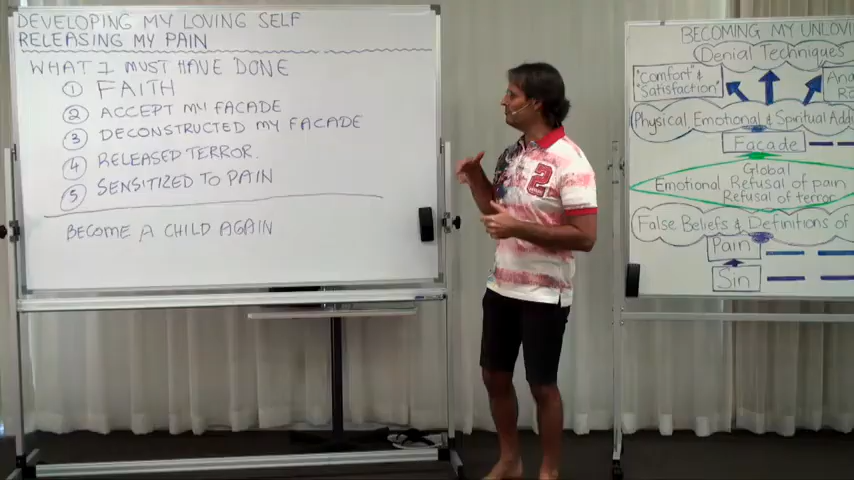 DEVELOPING MY LOVING SELF
RELEASING MY PAIN
WHAT I MUST HAVE DONE
1 FAITH
2 ACCEPT MY FACADE
3 DECONSTRUCTED MY FACADE
4 RELEASED TERROR.
5 SENSITIZED TO PAIN
BECOME A CHILD AGAIN
2
BECOMING MY UNLOVI
Denial Techniques
"Comfort" &
Satisfaction"
Physical Emotional & Spiritual Addi
Facade
Global
Emotional Refusal of pain
Refusal of terror
False Beliefs & Definitions of
Pain
Sin